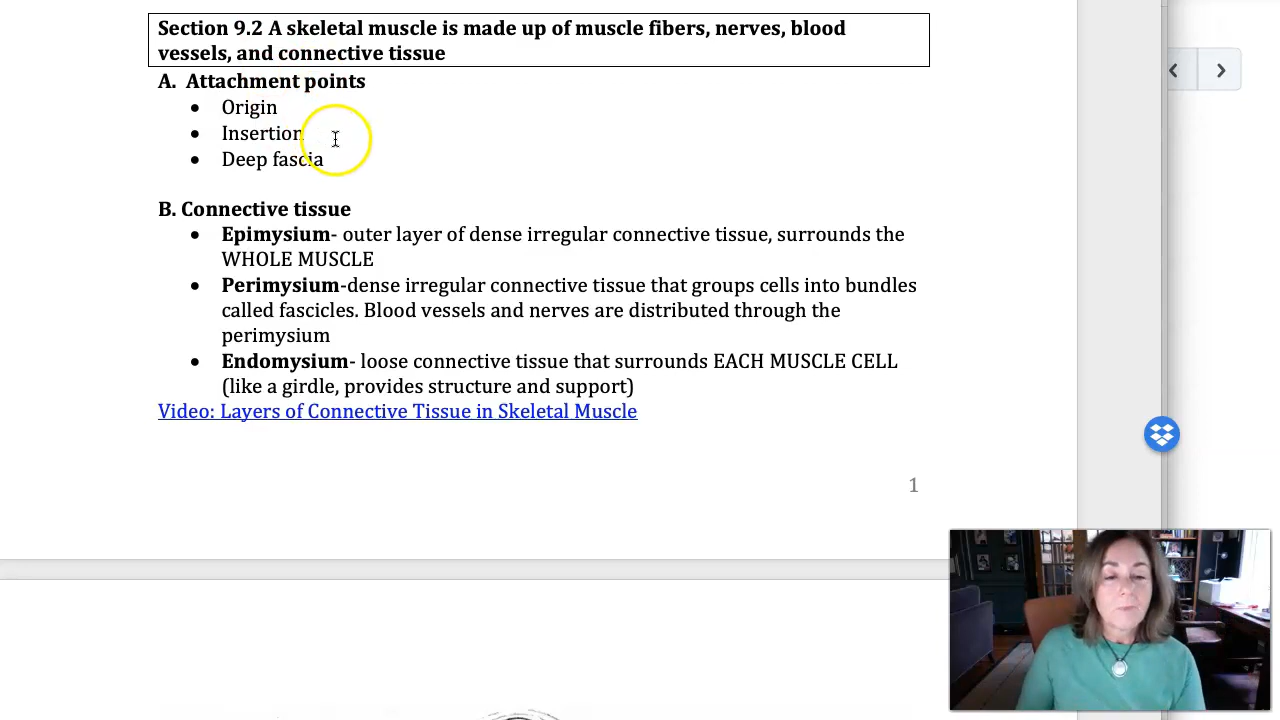 Section 9.2 A skeletal muscle is made up of muscle fibers, nerves, blood
vessels, and connective tissue
A. Attachment points
• Origin
• Insertion
• Deep fascia
B. Connective tissue
• Epimysium- outer layer of dense irregular connective tissue, surrounds the
WHOLE MUSCLE
• Perimysium-dense irregular connective tissue that groups cells into bundles
called fascicles. Blood vessels and nerves are distributed through the
perimysium
• Endomysium- loose connective tissue that surrounds EACH MUSCLE CELL
(like a girdle, provides structure and support)
Video: Layers of Connective Tissue in Skeletal Muscle
1